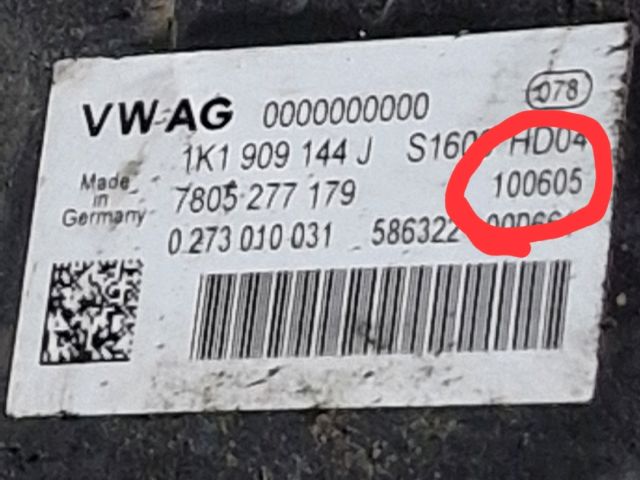 078
VW AG 0000000000
1K1 909 144 J HD04
Made in Germany
7805 277 179 100605
0 273 010 031 586322